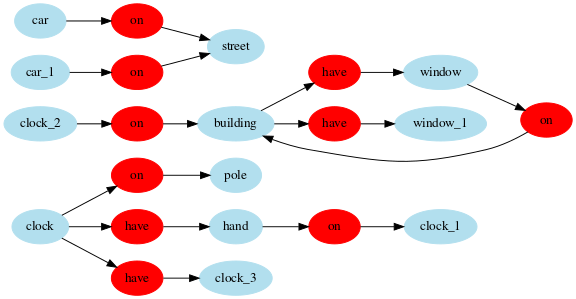 car on
street
car_1 on
have window
clock_2 on building have window_1 on
on pole
clock have hand on clock_1
have clock_3